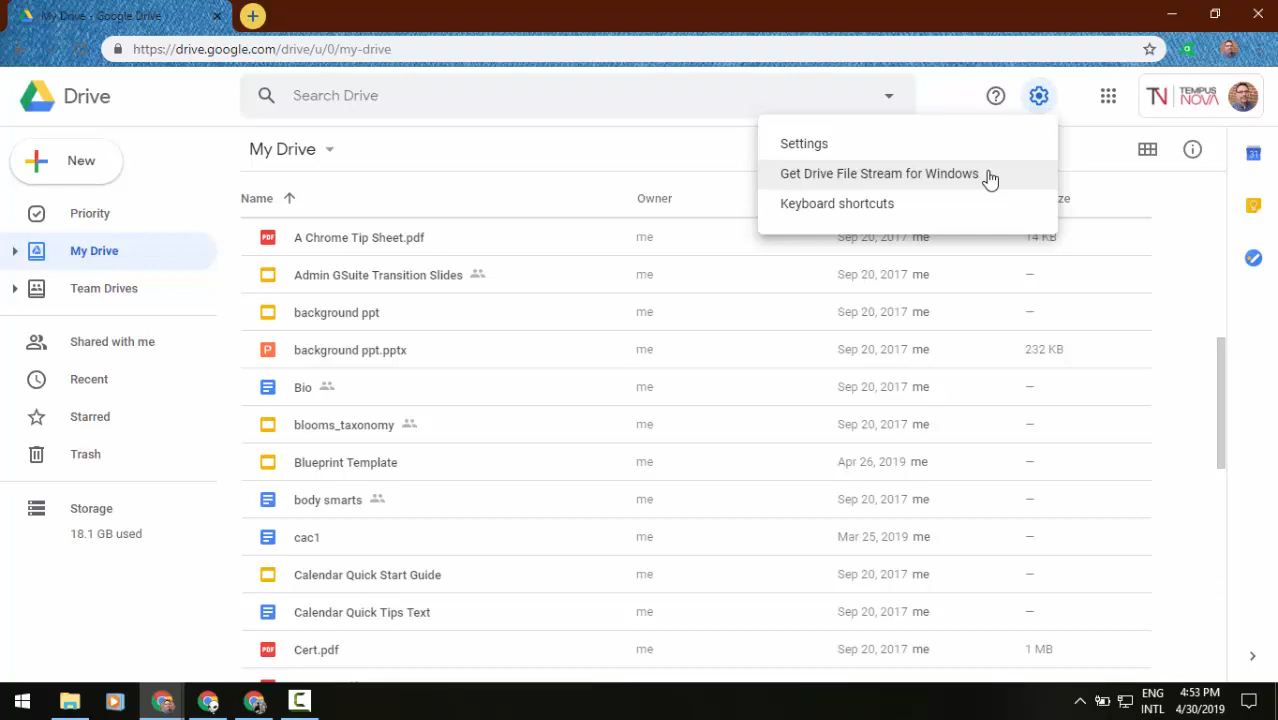 My Drive - Google Drive
https://drive.google.com/drive/u/0/my-drive
Drive
Search Drive
TN TEMPUS NOVA
New
My Drive
Settings
Get Drive File Stream for Windows
Keyboard shortcuts
Priority
My Drive
Team Drives
Shared with me
Recent
Starred
Trash
Storage
18.1 GB used
Name Owner ze
PDF A Chrome Tip Sheet.pdf me Sep 20, 2017 me 14 KB
Admin GSuite Transition Slides me Sep 20, 2017 me –
background ppt me Sep 20, 2017 me –
P background ppt.pptx me Sep 20, 2017 me 232 KB
Bio me Sep 20, 2017 me –
blooms_taxonomy me Sep 20, 2017 me –
Blueprint Template me Apr 26, 2019 me –
body smarts me Sep 20, 2017 me –
cac1 me Mar 25, 2019 me –
Calendar Quick Start Guide me Sep 20, 2017 me –
Calendar Quick Tips Text me Sep 20, 2017 me –
PDF Cert.pdf me Sep 20, 2017 me 1 MB
31
ENG
INTL
4:53 PM
4/30/2019